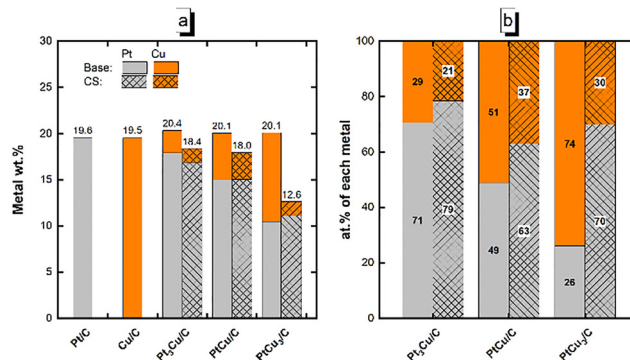 a
b
Pt Cu
Base:
CS:
Metal wt.%
30
25
20
15
10
5
0
19.6
19.5
20.4
18.4
20.1
18.0
20.1
12.6
Pt/C
Cu/C
Pt₃Cu/C
PtCu/C
PtCu₃/C
at.% of each metal
100
80
60
40
20
0
29
21
51
37
74
30
71
79
49
63
26
70
Pt₃Cu/C
PtCu/C
PtCu₃/C